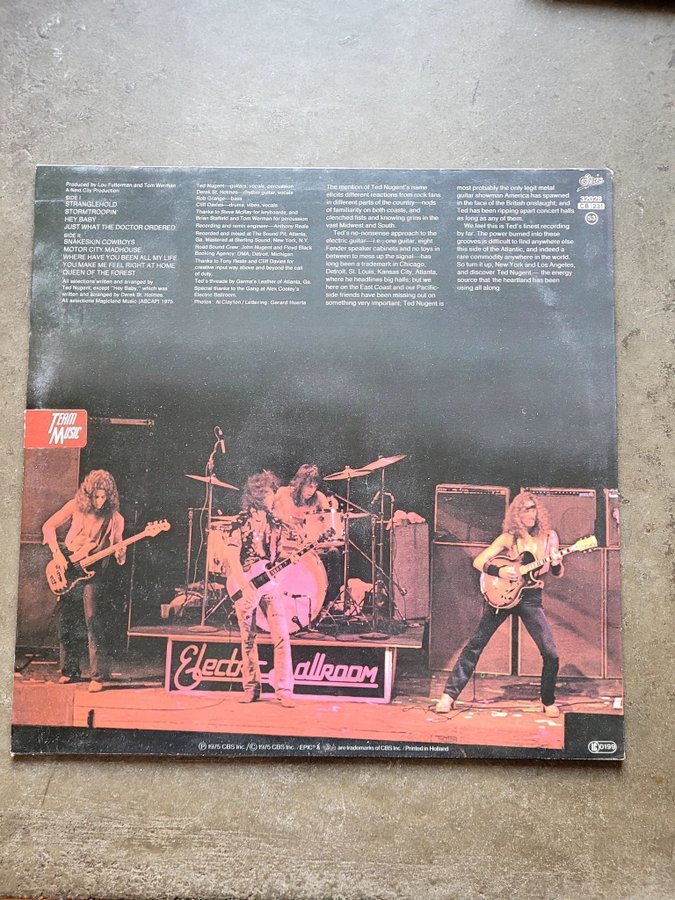 Produced by Lou Futterman and Tom Werman
A Next City Production
SIDE I
STRANGLEHOLD
STORMTROOPIN'
HEY BABY
JUST WHAT THE DOCTOR ORDERED
SIDE II
SNAKESKIN COWBOYS
MOTOR CITY MADHOUSE
WHERE HAVE YOU BEEN ALL MY LIFE
YOU MAKE ME FEEL RIGHT AT HOME
QUEEN OF THE FOREST
All selections written and arranged by
Ted Nugent, except "Hey Baby," which was
written and arranged by Derek St. Holmes.
All selections Magicland Music (ASCAP) 1975.
Ted Nugent—guitars, vocals, percussion
Derek St. Holmes—rhythm guitar, vocals
Rob Grange—bass
Cliff Davies—drums, vibes, vocals
Thanks to Steve McRay for keyboards, and
Brian Staffeld and Tom Werman for percussion
Recording and remix engineer—Anthony Reale
Recorded and mixed at The Sound Pit, Atlanta,
Ga. Mastered at Sterling Sound, New York, N.Y.
Road Sound Crew: John Nugent and Floyd Black
Booking Agency: DMA, Detroit, Michigan
Thanks to Tony Reale and Cliff Davies for
creative input way above and beyond the call
of duty.
Ted's threads by Garma's Leather of Atlanta, Ga.
Special thanks to the Gang at Alex Cooley's
Electric Ballroom.
Photos: Al Clayton / Lettering: Gerard Huerta
The mention of Ted Nugent's name
elicits different reactions from rock fans
in different parts of the country—nods
of familiarity on both coasts, and
clenched fists and knowing grins in the
vast Midwest and South.
Ted's no-nonsense approach to the
electric guitar—i.e., one guitar, eight
Fender speaker cabinets and no toys in
between to mess up the signal—has
long been a trademark in Chicago,
Detroit, St. Louis, Kansas City, Atlanta,
where he headlines big halls; but we
here on the East Coast and our Pacific-
side friends have been missing out on
something very important. Ted Nugent is
most probably the only legit metal
guitar showman America has spawned
in the face of the British onslaught, and
Ted has been ripping apart concert halls
as long as any of them.
We feel this is Ted's finest recording
by far. The power burned into these
grooves is difficult to find anywhere else
this side of the Atlantic, and indeed a
rare commodity anywhere in the world.
So turn it up, New York and Los Angeles,
and discover Ted Nugent—the energy
source that the heartland has been
using all along.
Epic
32028
CB 231
53
TEAM
MUSIC
Electric Ballroom
℗ 1975 CBS Inc. / © 1975 CBS Inc. / EPIC® & Epic are trademarks of CBS Inc. / Printed in Holland
LC 0199